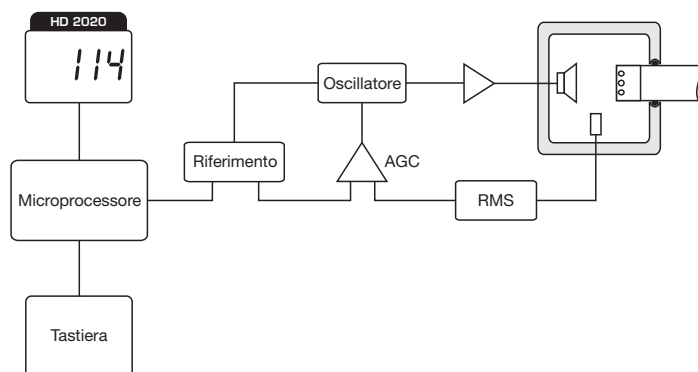 HD 2020
114
Oscillatore
Riferimento
AGC
Microprocessore
RMS
Tastiera